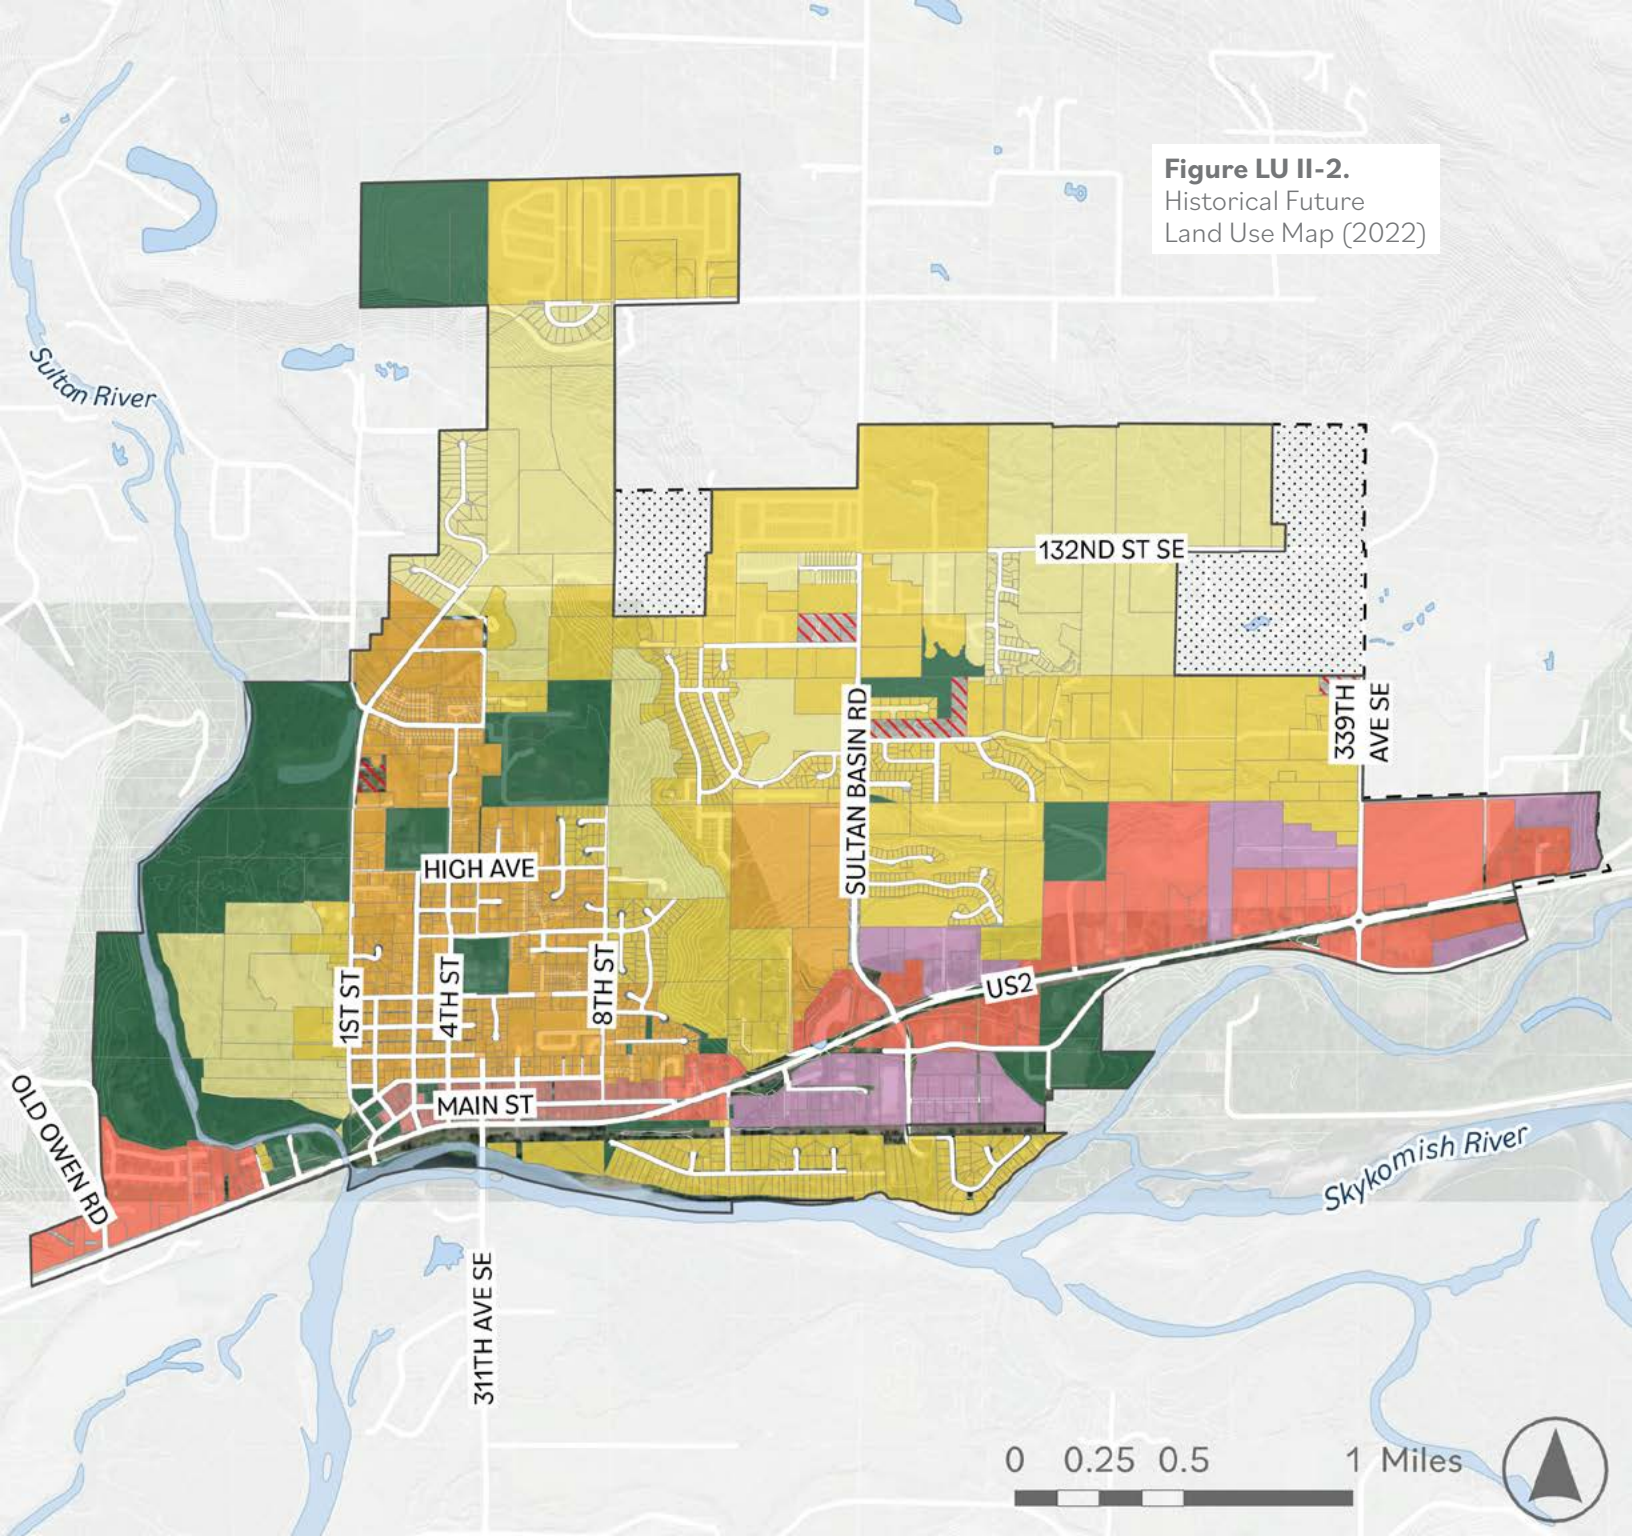 Figure LU II-2.
Historical Future
Land Use Map (2022)
Sultan River
132ND ST SE
SULTAN BASIN RD
339TH
AVE SE
HIGH AVE
1ST ST
4TH ST
8TH ST
US2
OLD OWEN RD
MAIN ST
Skykomish River
311TH AVE SE
0 0.25 0.5 1 Miles